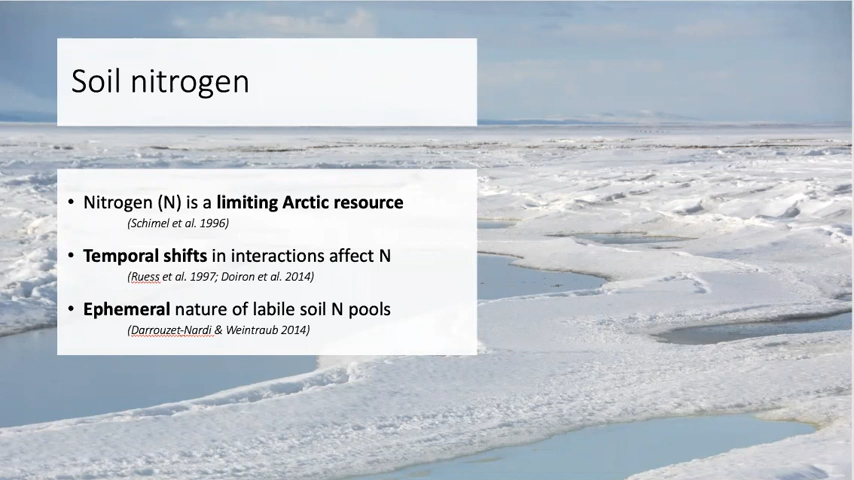 Soil nitrogen
• Nitrogen (N) is a limiting Arctic resource
(Schimel et al. 1996)
• Temporal shifts in interactions affect N
(Ruess et al. 1997; Doiron et al. 2014)
• Ephemeral nature of labile soil N pools
(Darrouzet-Nardi & Weintraub 2014)